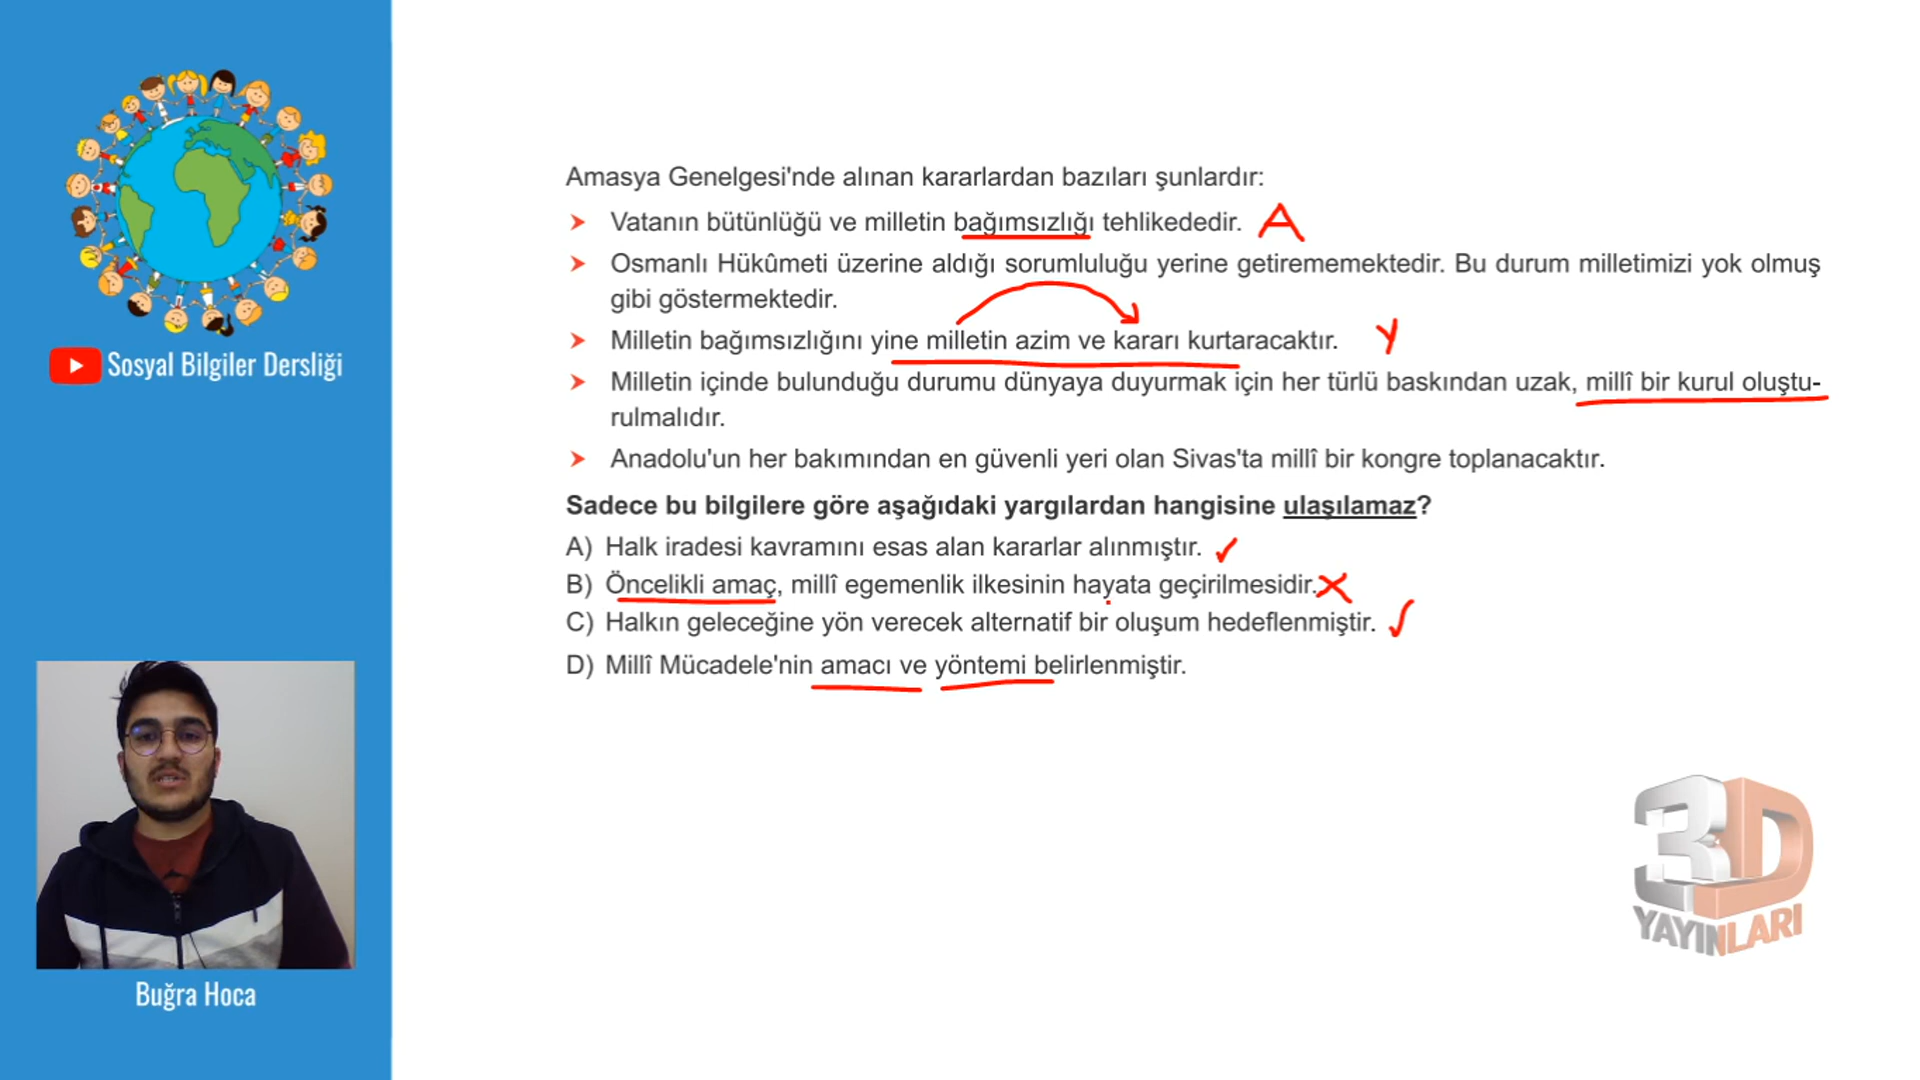 Sosyal Bilgiler Dersliği
Buğra Hoca
Amasya Genelgesi'nde alınan kararlardan bazıları şunlardır:
Vatanın bütünlüğü ve milletin bağımsızlığı tehlikededir. A
Osmanlı Hükûmeti üzerine aldığı sorumluluğu yerine getirememektedir. Bu durum milletimizi yok olmuş
gibi göstermektedir.
Milletin bağımsızlığını yine milletin azim ve kararı kurtaracaktır. Y
Milletin içinde bulunduğu durumu dünyaya duyurmak için her türlü baskından uzak, millî bir kurul oluştu-
rulmalıdır.
Anadolu'un her bakımından en güvenli yeri olan Sivas'ta millî bir kongre toplanacaktır.
Sadece bu bilgilere göre aşağıdaki yargılardan hangisine ulaşılamaz?
A) Halk iradesi kavramını esas alan kararlar alınmıştır.
B) Öncelikli amaç, millî egemenlik ilkesinin hayata geçirilmesidir.
C) Halkın geleceğine yön verecek alternatif bir oluşum hedeflenmiştir.
D) Millî Mücadele'nin amacı ve yöntemi belirlenmiştir.
3D
YAYINLARI